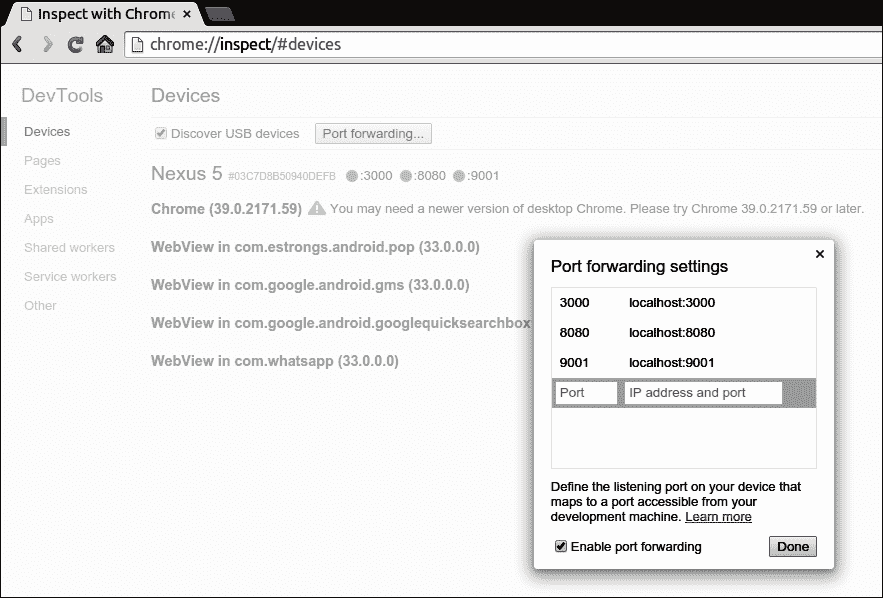 Inspect with Chrome
chrome://inspect/#devices
DevTools
Devices
Pages
Extensions
Apps
Shared workers
Service workers
Other
Devices
Discover USB devices
Port forwarding...
Nexus 5 #03C7D8B50940DEFB :3000 :8080 :9001
Chrome (39.0.2171.59) You may need a newer version of desktop Chrome. Please try Chrome 39.0.2171.59 or later.
WebView in com.estrongs.android.pop (33.0.0.0)
WebView in com.google.android.gms (33.0.0.0)
WebView in com.google.android.googlequicksearchbox
WebView in com.whatsapp (33.0.0.0)
Port forwarding settings
3000 localhost:3000
8080 localhost:8080
9001 localhost:9001
Port IP address and port
Define the listening port on your device that
maps to a port accessible from your
development machine. Learn more
Enable port forwarding
Done